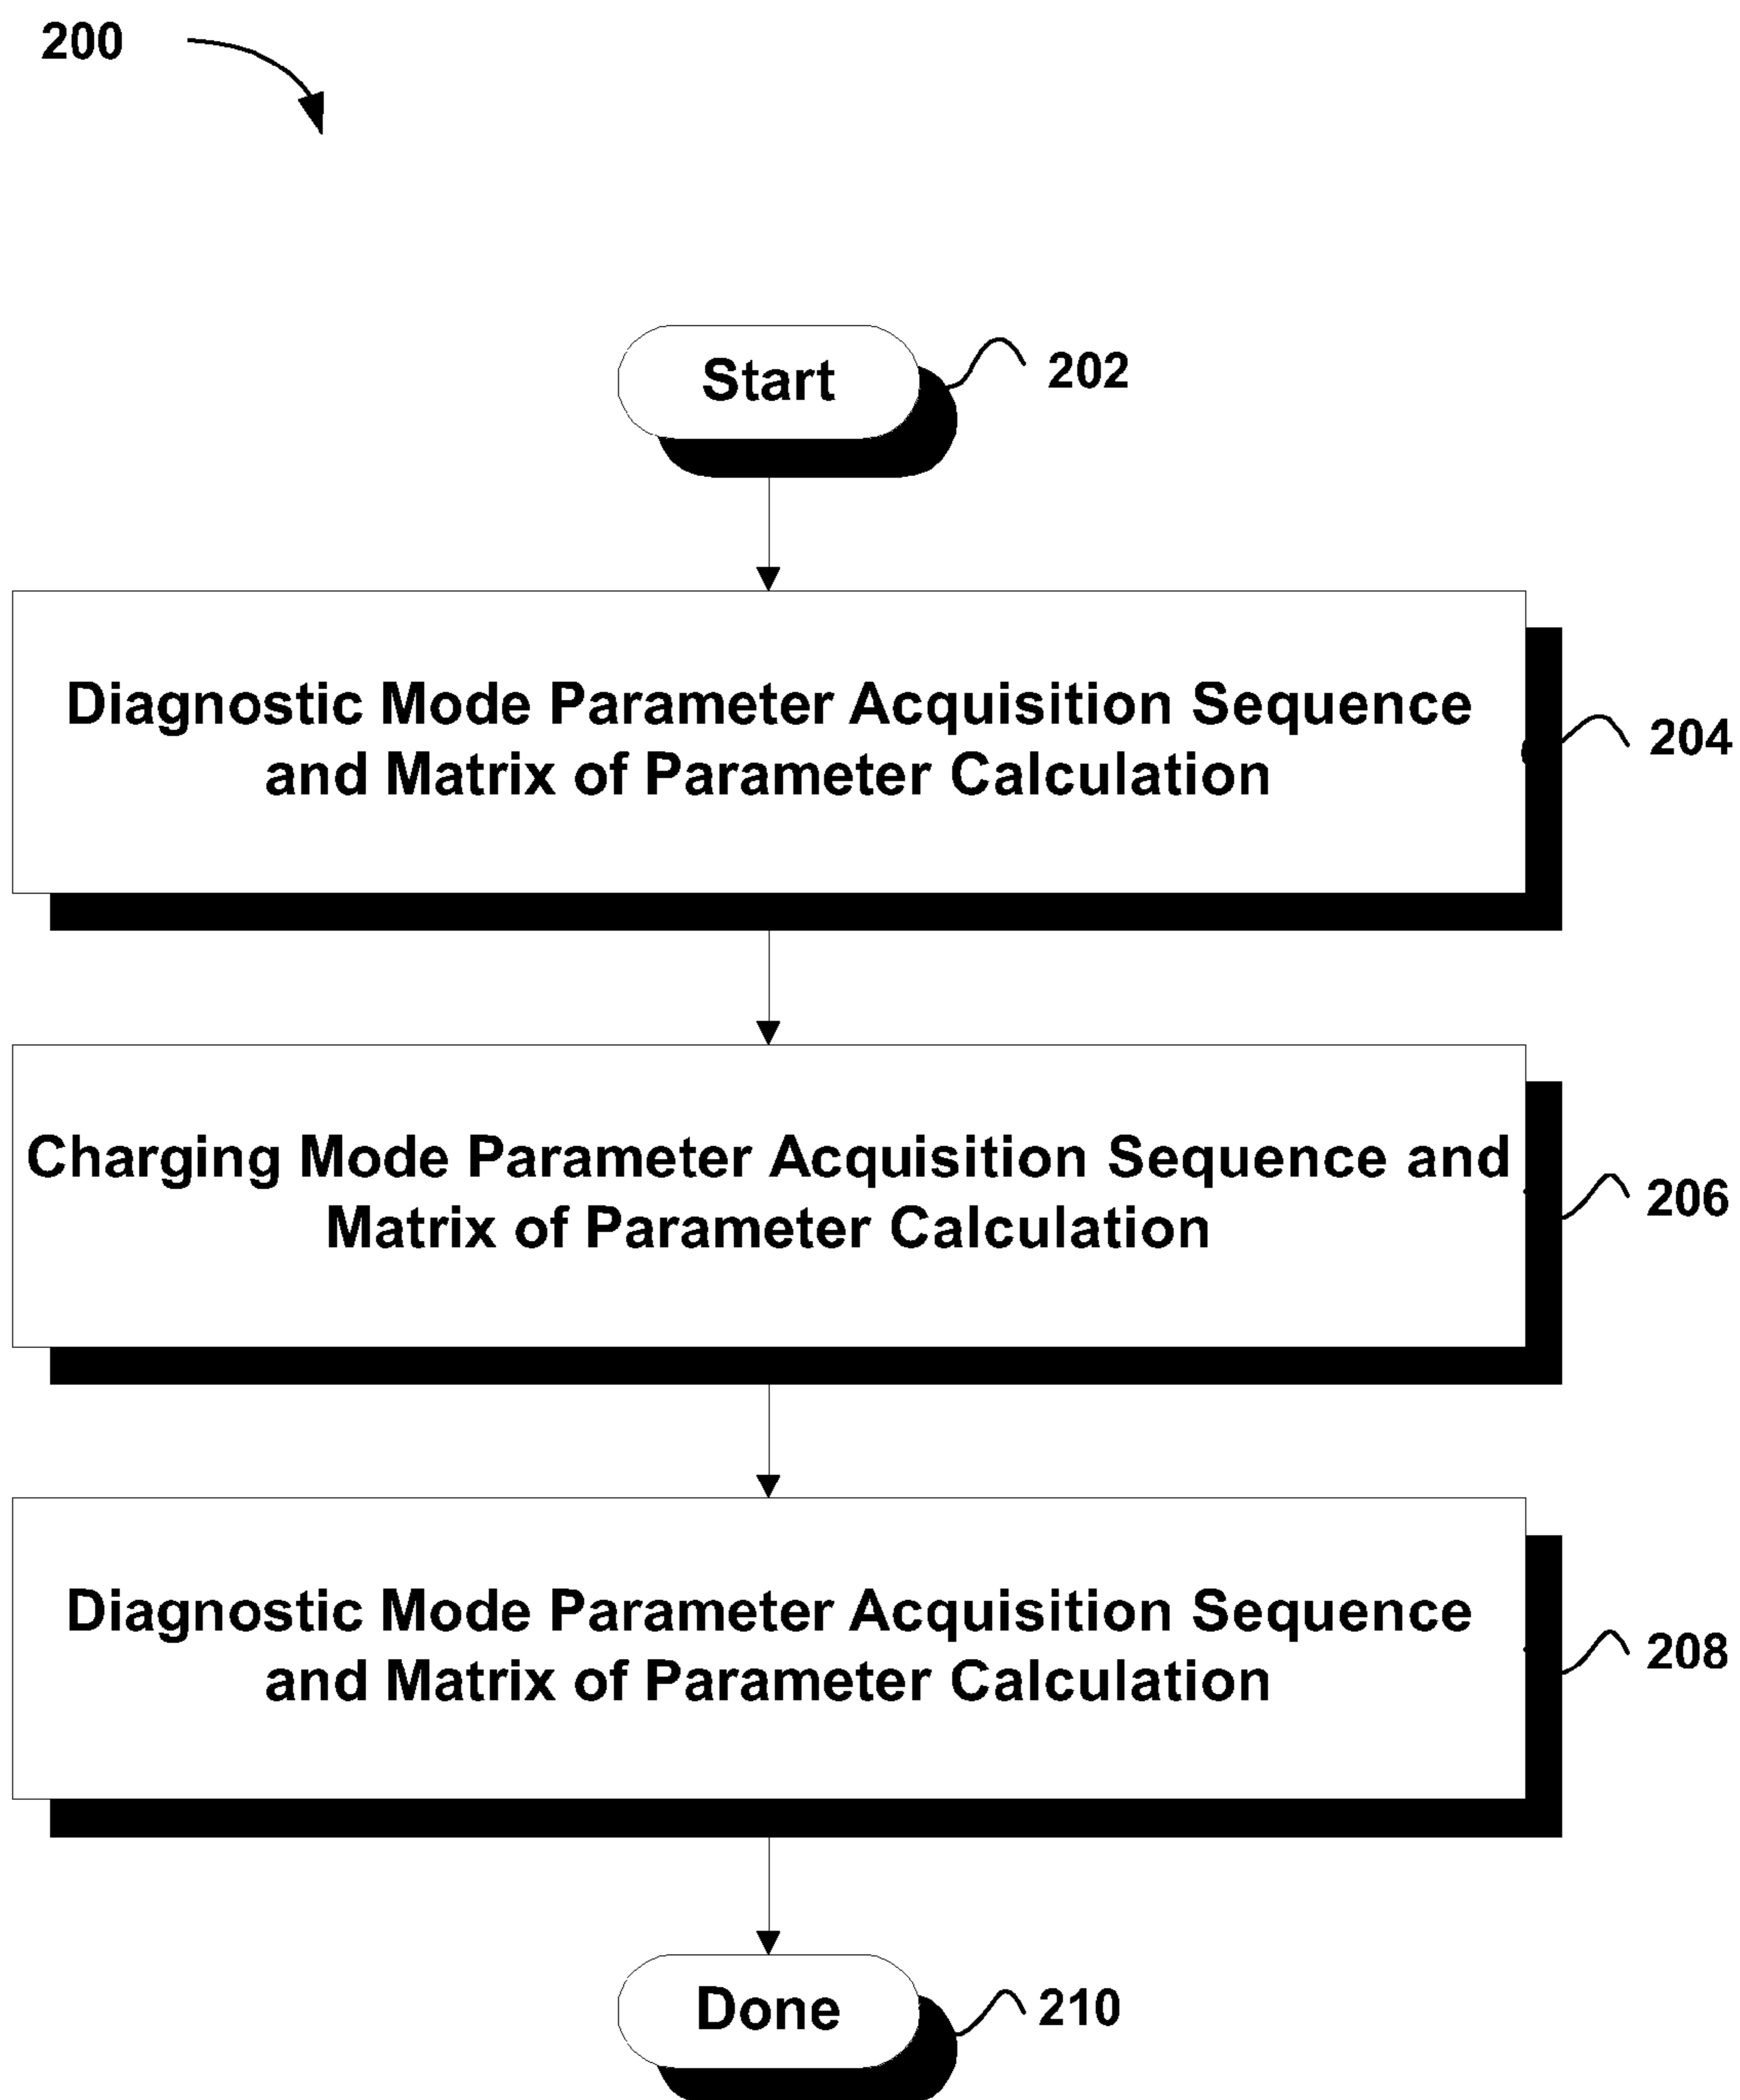 200
Start
202
Diagnostic Mode Parameter Acquisition Sequence
and Matrix of Parameter Calculation
204
Charging Mode Parameter Acquisition Sequence and
Matrix of Parameter Calculation
206
Diagnostic Mode Parameter Acquisition Sequence
and Matrix of Parameter Calculation
208
Done
210